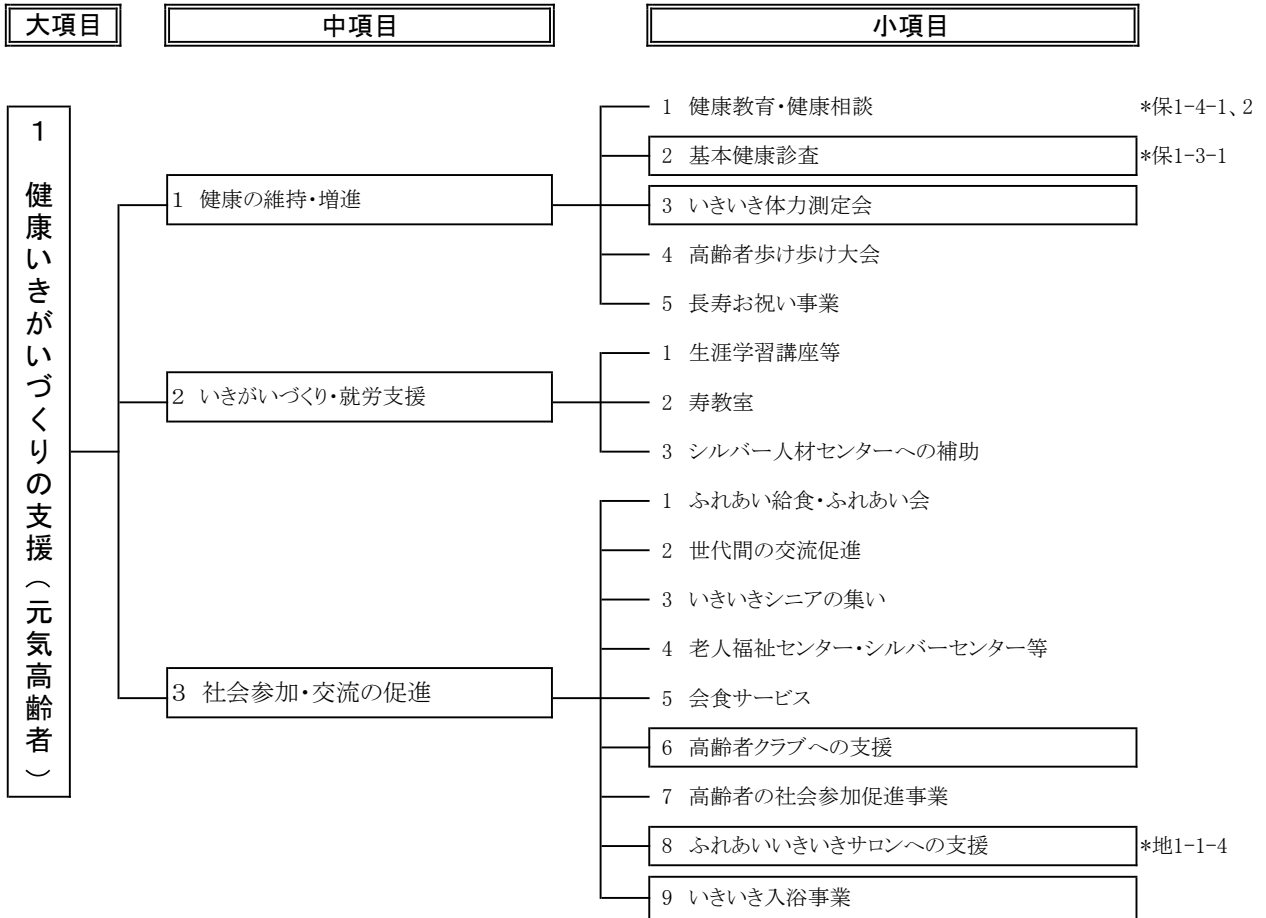 大項目
中項目
小項目
1 健康いきがいづくりの支援（元気高齢者）
1 健康の維持・増進
1 健康教育・健康相談 *保1-4-1、2
2 基本健康診査 *保1-3-1
3 いきいき体力測定会
4 高齢者歩け歩け大会
5 長寿お祝い事業
2 いきがいづくり・就労支援
1 生涯学習講座等
2 寿教室
3 シルバー人材センターへの補助
3 社会参加・交流の促進
1 ふれあい給食・ふれあい会
2 世代間の交流促進
3 いきいきシニアの集い
4 老人福祉センター・シルバーセンター等
5 会食サービス
6 高齢者クラブへの支援
7 高齢者の社会参加促進事業
8 ふれあいいきいきサロンへの支援 *地1-1-4
9 いきいき入浴事業